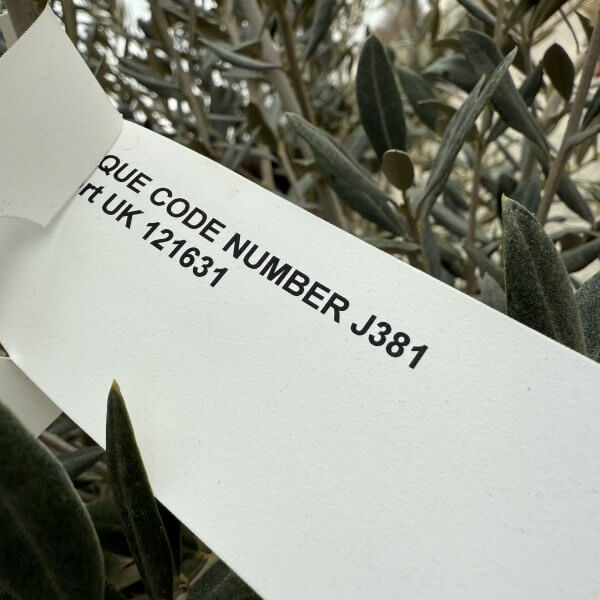 QUE CODE NUMBER J381
rt UK 121631